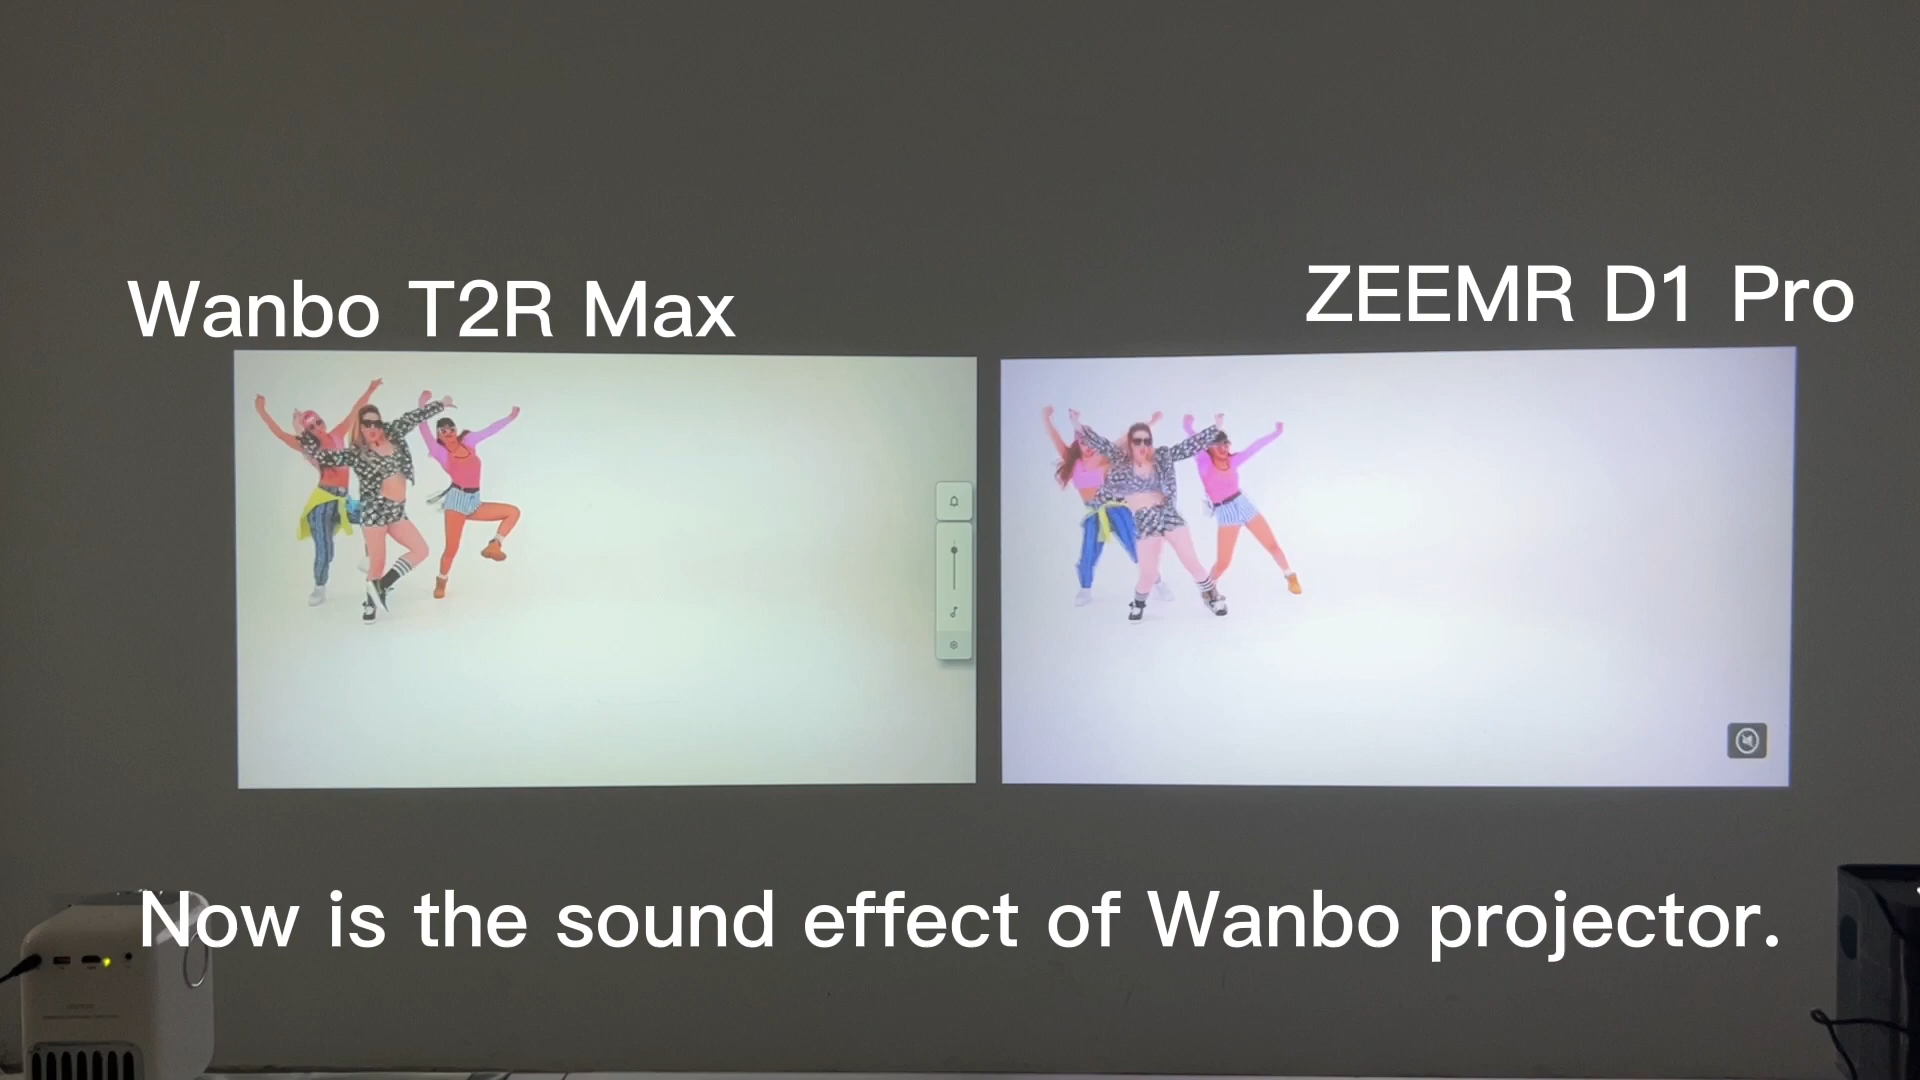 Wanbo T2R Max
ZEEMR D1 Pro
Now is the sound effect of Wanbo projector.